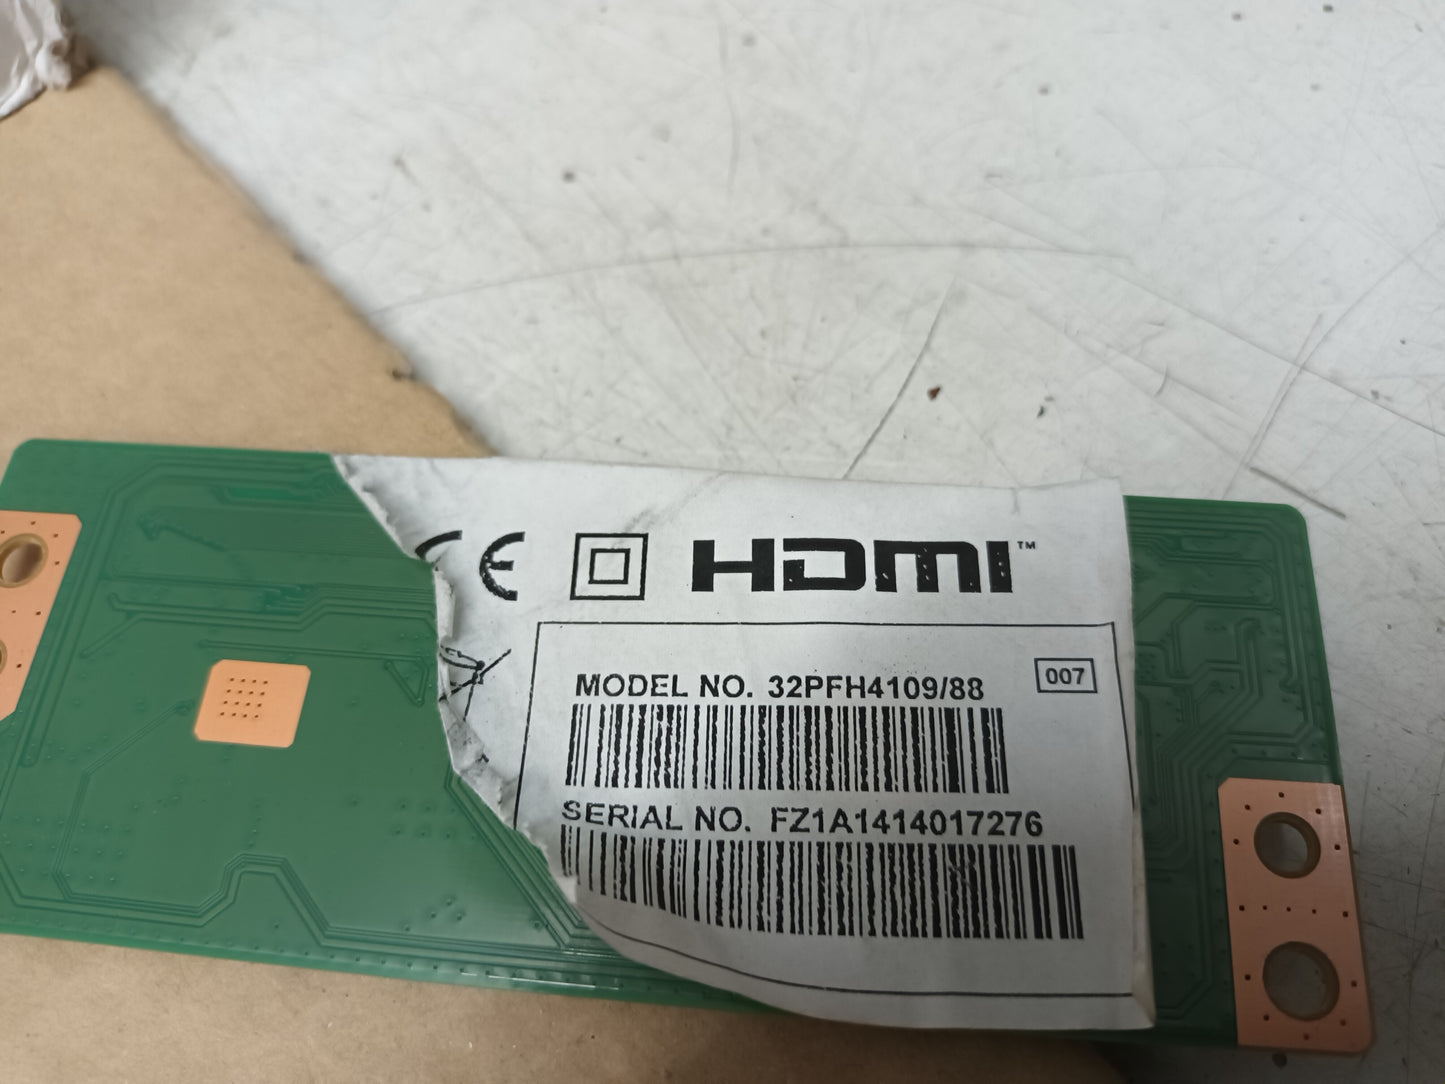 CE HDMI™
007
MODEL NO. 32PFH4109/88
SERIAL NO. FZ1A1414017276